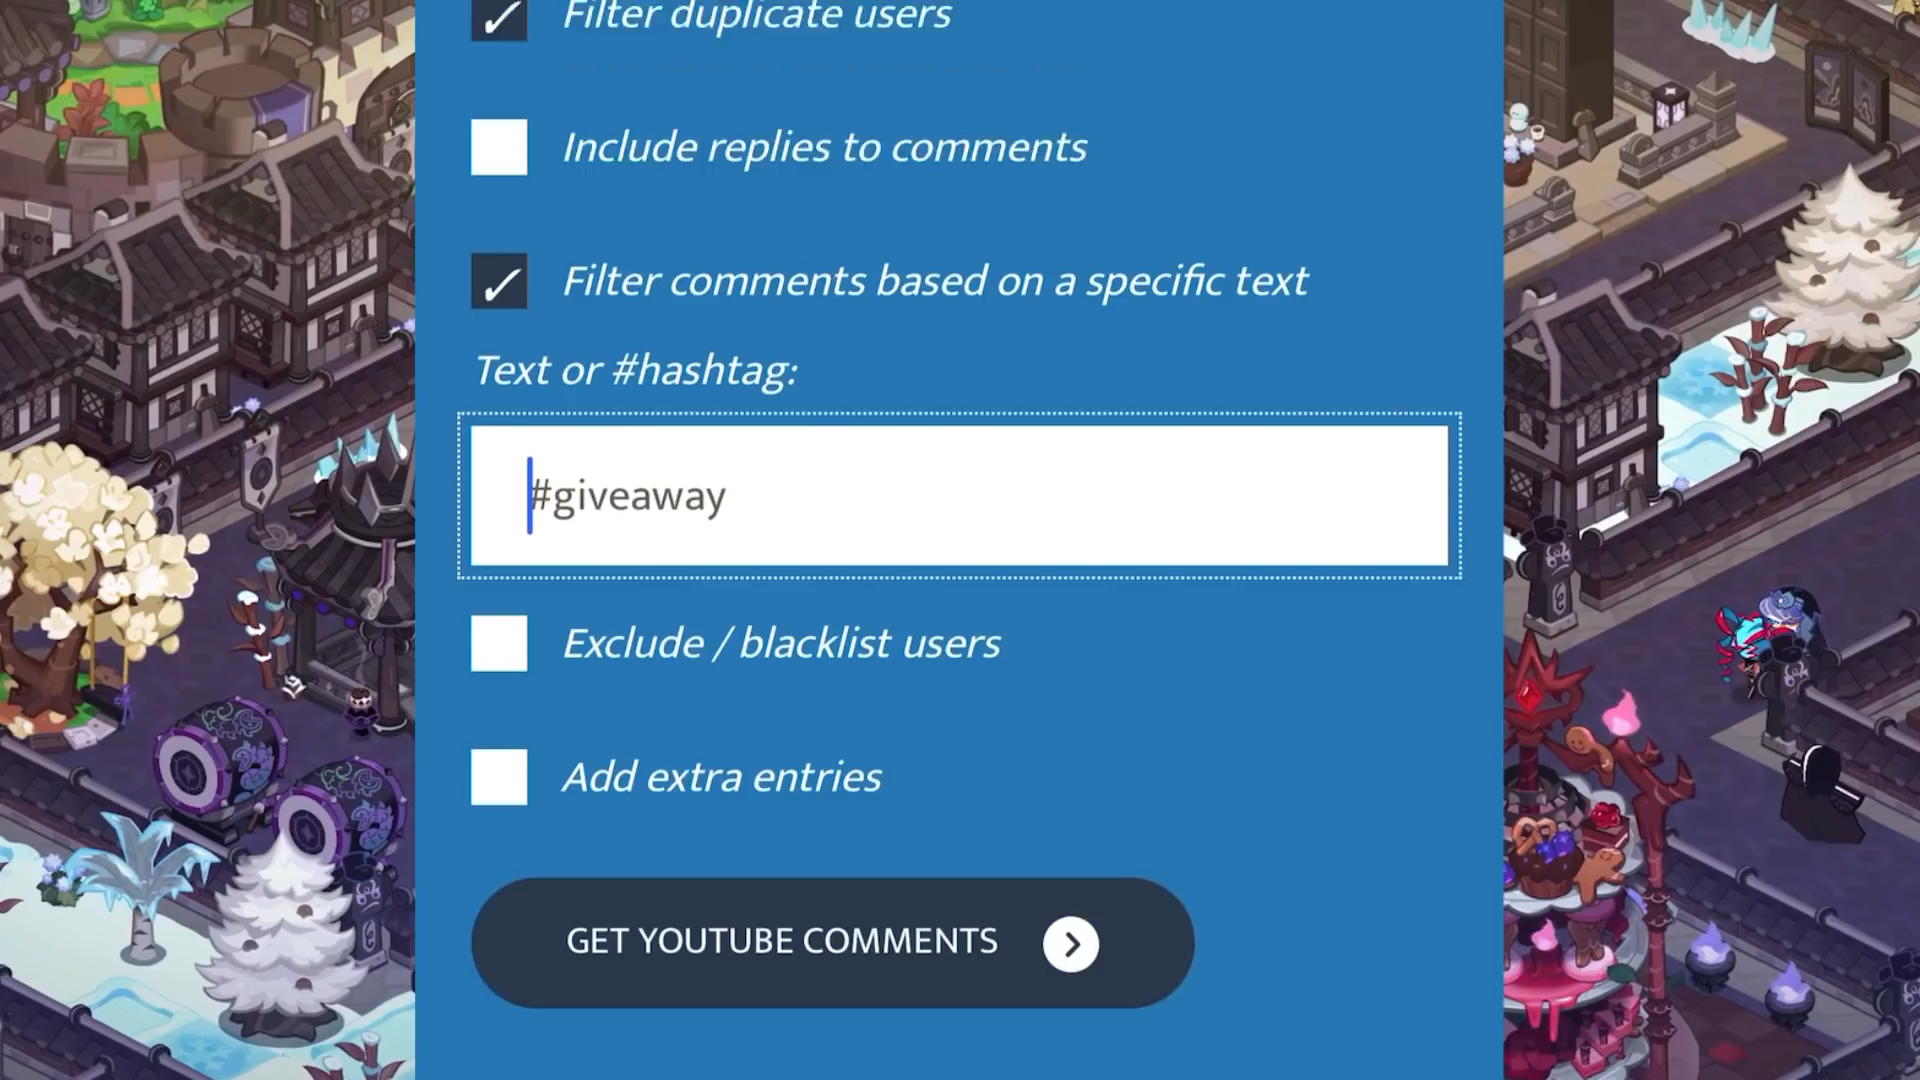 Filter duplicate users
Include replies to comments
Filter comments based on a specific text
Text or #hashtag:
#giveaway
Exclude / blacklist users
Add extra entries
GET YOUTUBE COMMENTS